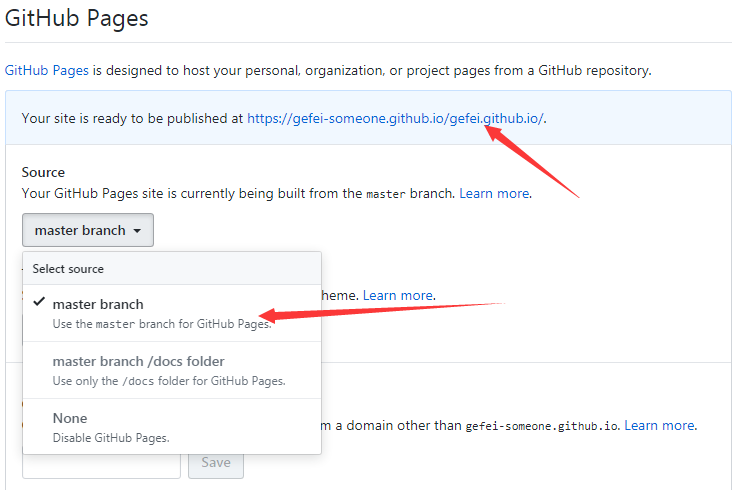 GitHub Pages
GitHub Pages is designed to host your personal, organization, or project pages from a GitHub repository.
Your site is ready to be published at https://gefei-someone.github.io/gefei.github.io/.
Source
Your GitHub Pages site is currently being built from the master branch. Learn more.
master branch
Select source
heme. Learn more.
master branch
Use the master branch for GitHub Pages.
master branch /docs folder
Use only the /docs folder for GitHub Pages.
None
m a domain other than gefei-someone.github.io. Learn more.
Disable GitHub Pages.
Save